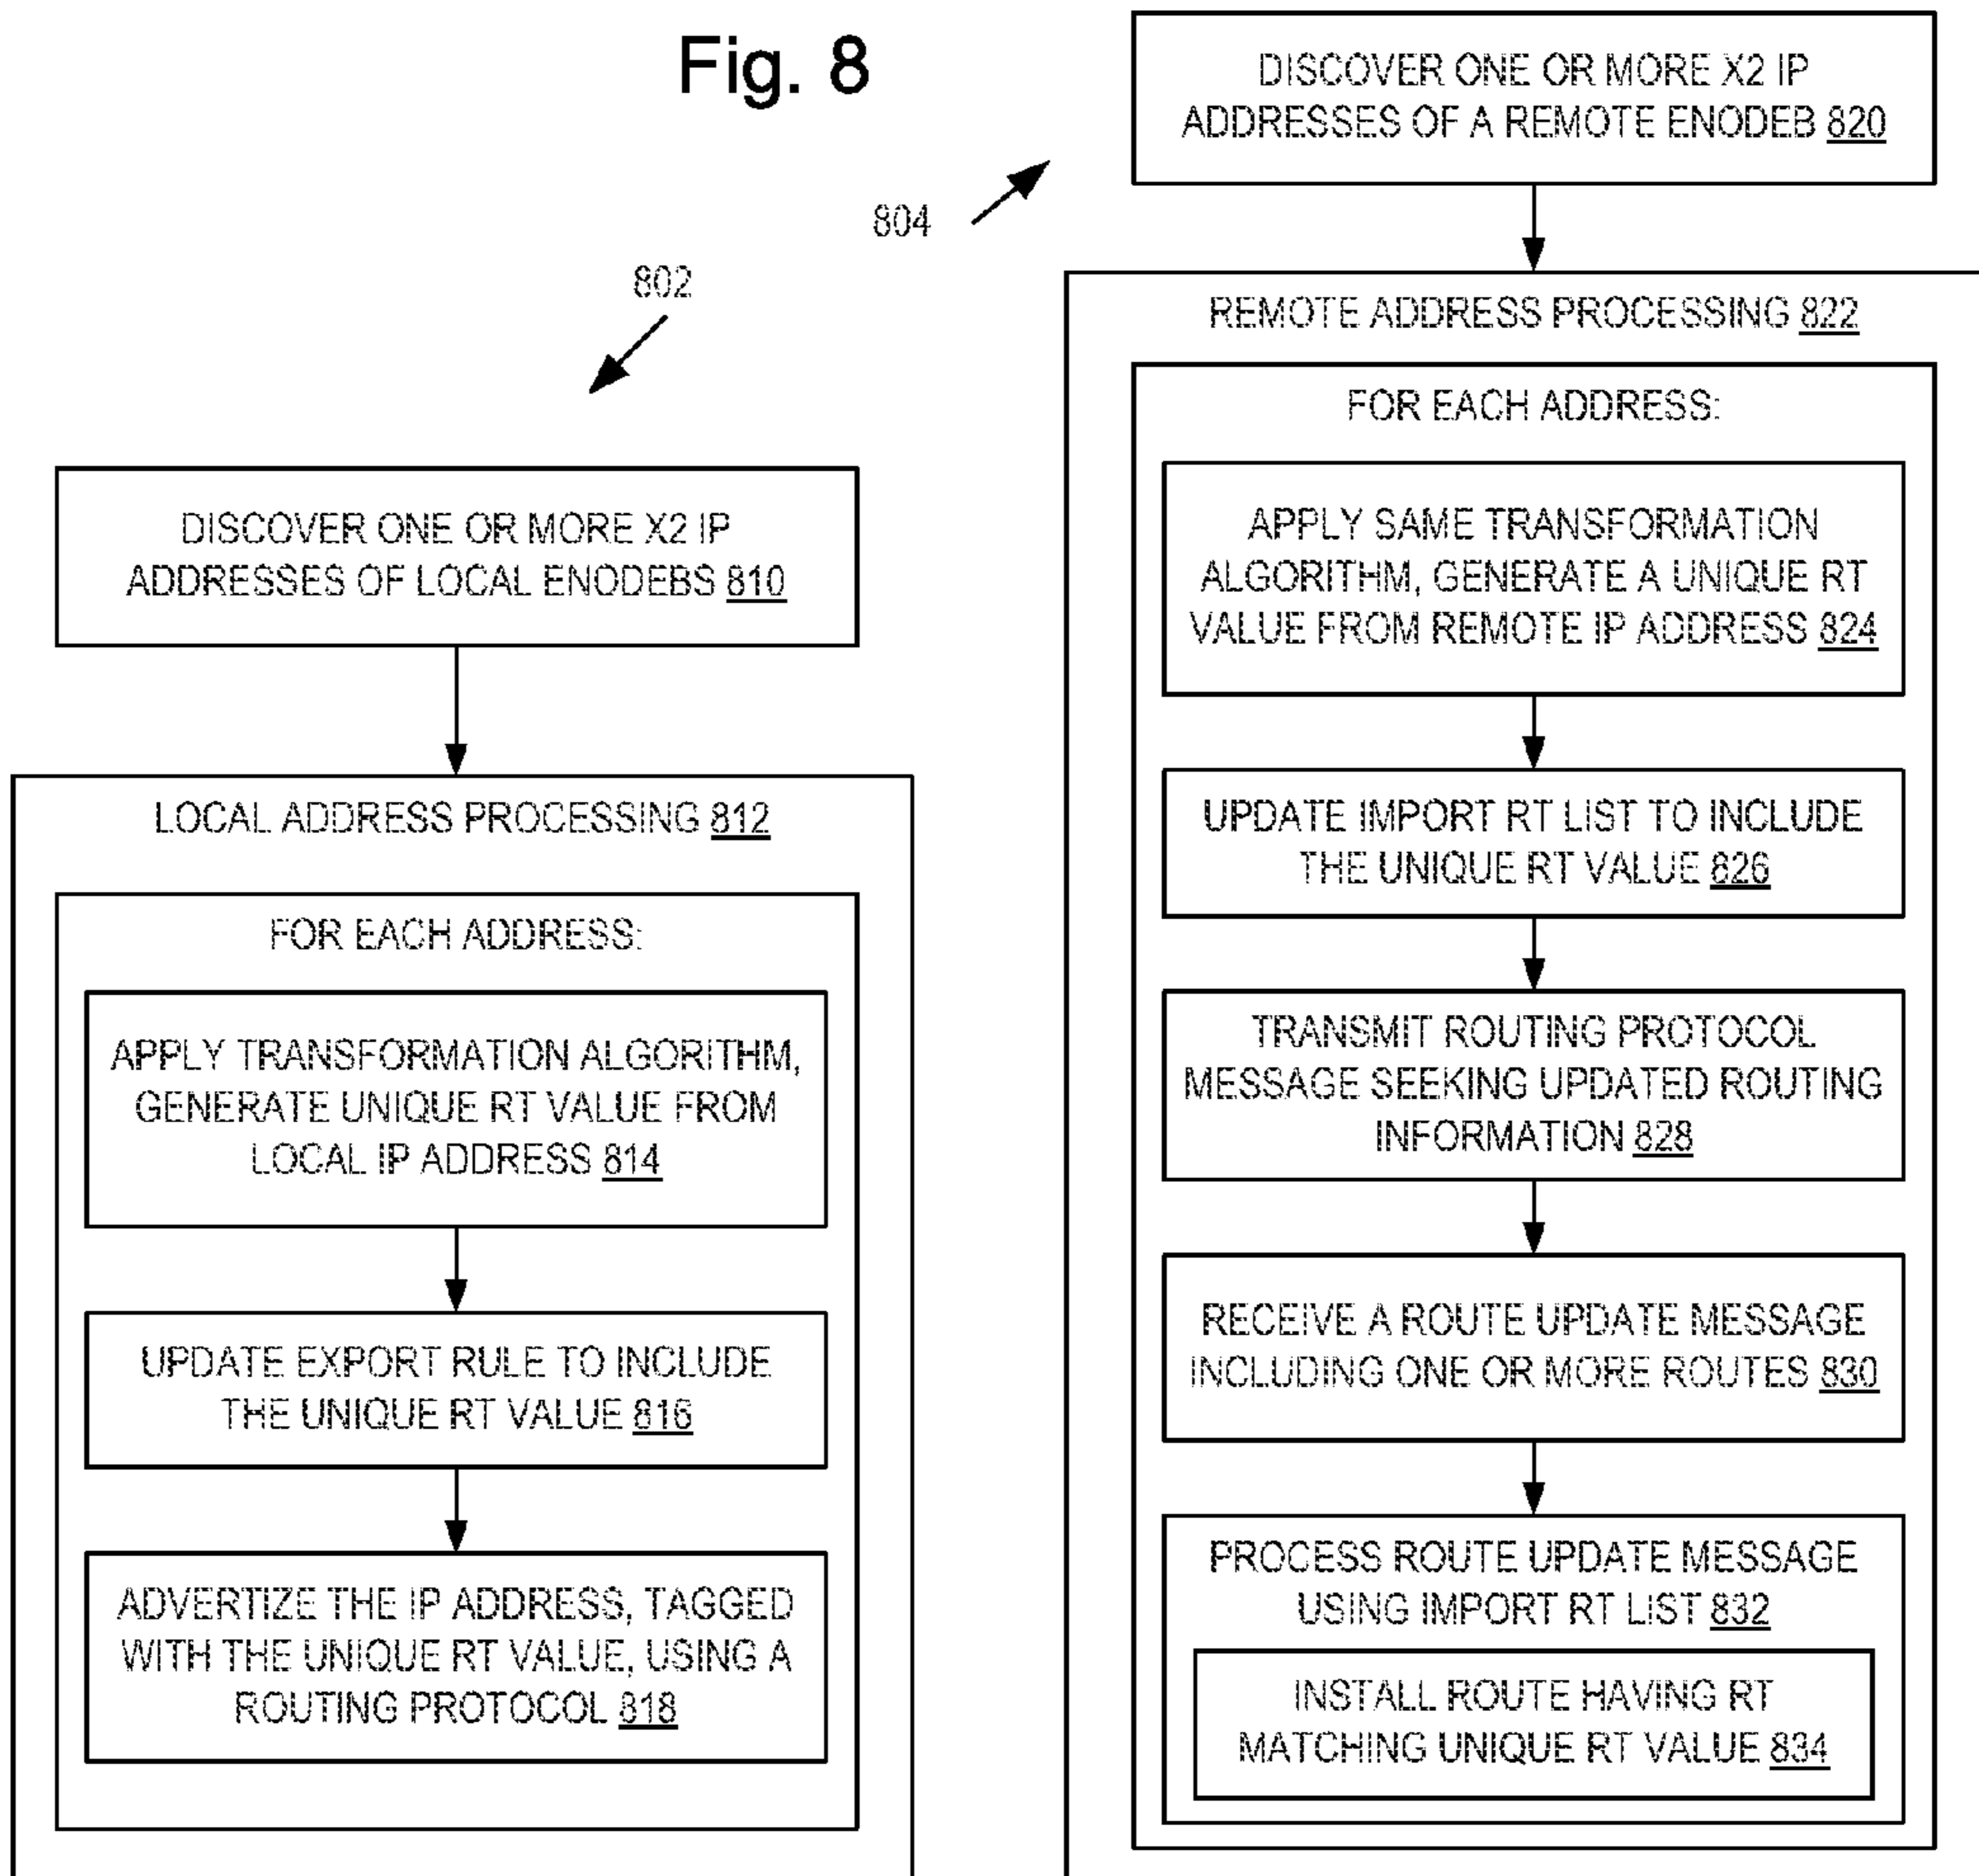 Fig. 8
802
DISCOVER ONE OR MORE X2 IP
ADDRESSES OF LOCAL ENODEBS 810
LOCAL ADDRESS PROCESSING 812
FOR EACH ADDRESS:
APPLY TRANSFORMATION ALGORITHM,
GENERATE UNIQUE RT VALUE FROM
LOCAL IP ADDRESS 814
UPDATE EXPORT RULE TO INCLUDE
THE UNIQUE RT VALUE 816
ADVERTIZE THE IP ADDRESS, TAGGED
WITH THE UNIQUE RT VALUE, USING A
ROUTING PROTOCOL 818
804
DISCOVER ONE OR MORE X2 IP
ADDRESSES OF A REMOTE ENODEB 820
REMOTE ADDRESS PROCESSING 822
FOR EACH ADDRESS:
APPLY SAME TRANSFORMATION
ALGORITHM, GENERATE A UNIQUE RT
VALUE FROM REMOTE IP ADDRESS 824
UPDATE IMPORT RT LIST TO INCLUDE
THE UNIQUE RT VALUE 826
TRANSMIT ROUTING PROTOCOL
MESSAGE SEEKING UPDATED ROUTING
INFORMATION 828
RECEIVE A ROUTE UPDATE MESSAGE
INCLUDING ONE OR MORE ROUTES 830
PROCESS ROUTE UPDATE MESSAGE
USING IMPORT RT LIST 832
INSTALL ROUTE HAVING RT
MATCHING UNIQUE RT VALUE 834